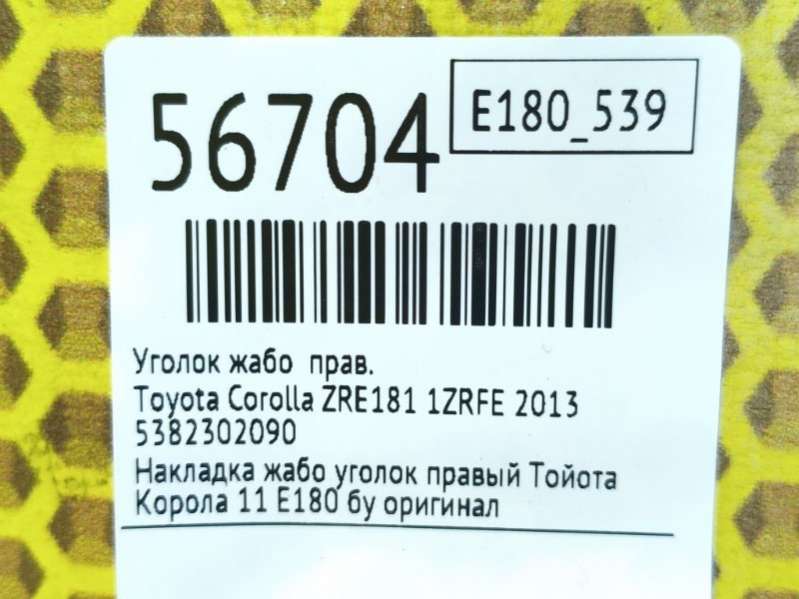 56704
E180_539
Уголок жабо прав.
Toyota Corolla ZRE181 1ZRFE 2013
5382302090
Накладка жабо уголок правый Тойота
Корола 11 Е180 бу оригинал